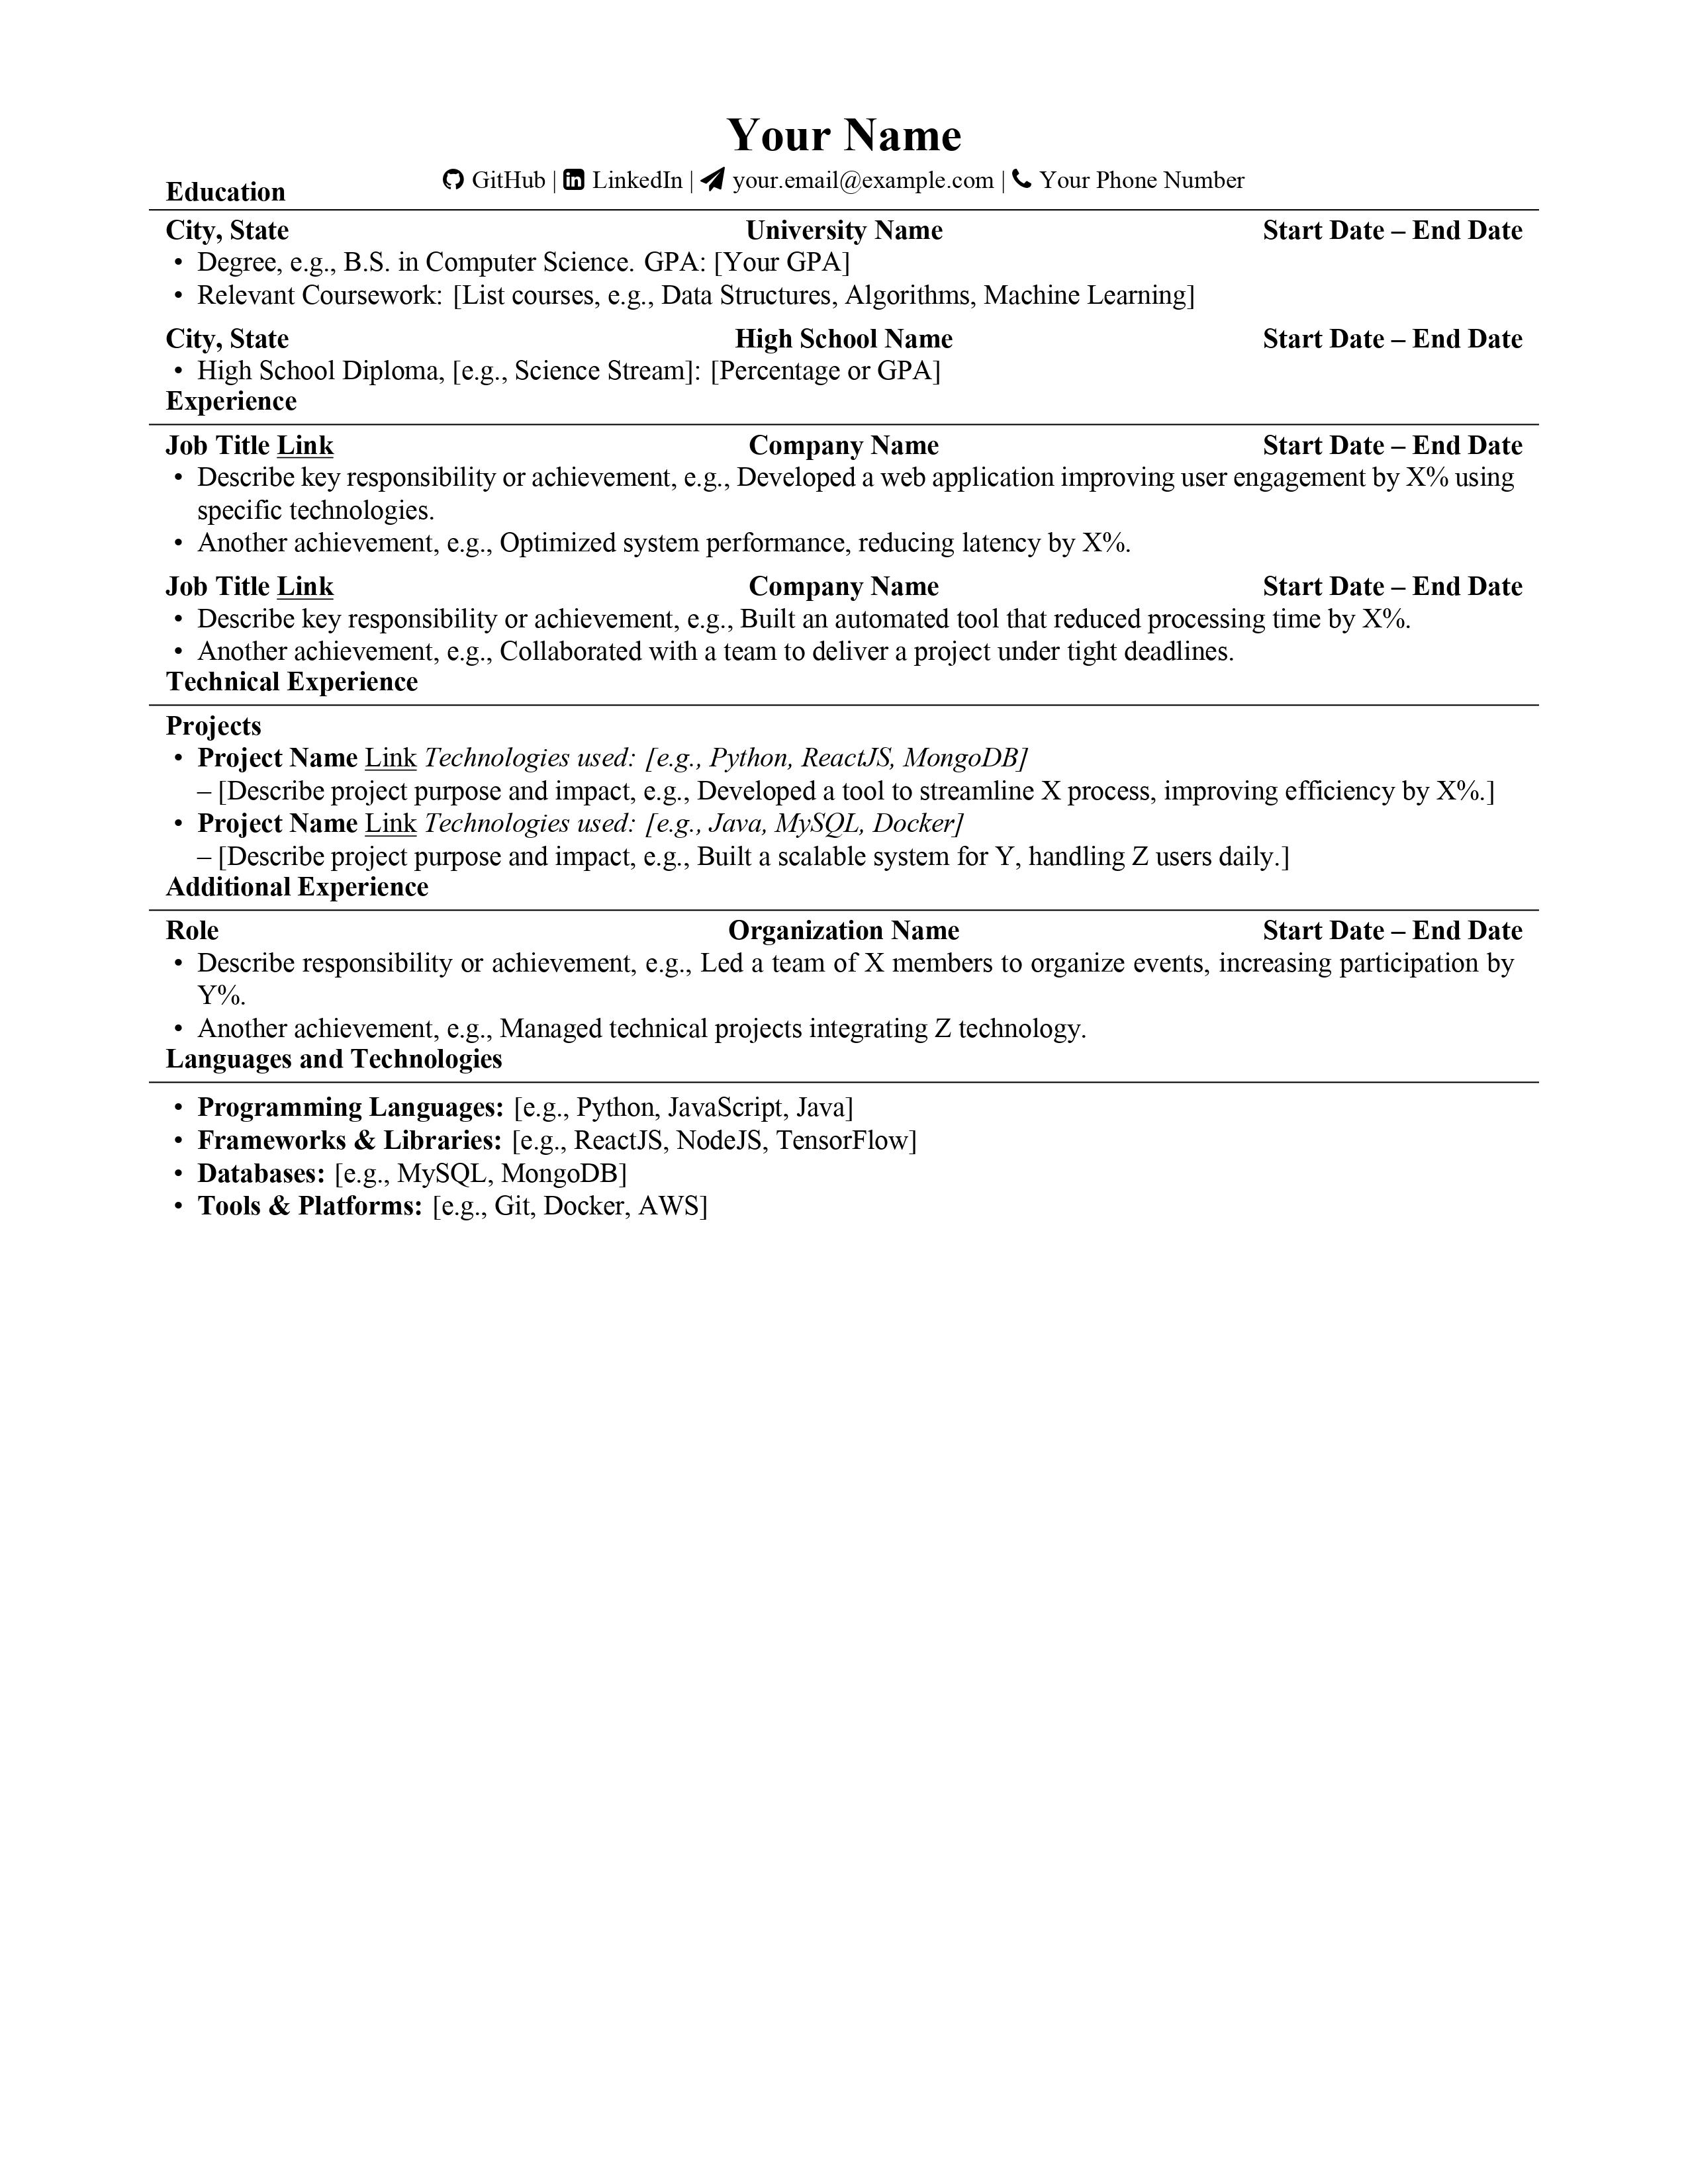 Your Name
GitHub | LinkedIn | your.email@example.com | Your Phone Number
Education
City, State University Name Start Date – End Date
• Degree, e.g., B.S. in Computer Science. GPA: [Your GPA]
• Relevant Coursework: [List courses, e.g., Data Structures, Algorithms, Machine Learning]
City, State High School Name Start Date – End Date
• High School Diploma, [e.g., Science Stream]: [Percentage or GPA]
Experience
Job Title Link Company Name Start Date – End Date
• Describe key responsibility or achievement, e.g., Developed a web application improving user engagement by X% using
specific technologies.
• Another achievement, e.g., Optimized system performance, reducing latency by X%.
Job Title Link Company Name Start Date – End Date
• Describe key responsibility or achievement, e.g., Built an automated tool that reduced processing time by X%.
• Another achievement, e.g., Collaborated with a team to deliver a project under tight deadlines.
Technical Experience
Projects
• Project Name Link Technologies used: [e.g., Python, ReactJS, MongoDB]
– [Describe project purpose and impact, e.g., Developed a tool to streamline X process, improving efficiency by X%.]
• Project Name Link Technologies used: [e.g., Java, MySQL, Docker]
– [Describe project purpose and impact, e.g., Built a scalable system for Y, handling Z users daily.]
Additional Experience
Role Organization Name Start Date – End Date
• Describe responsibility or achievement, e.g., Led a team of X members to organize events, increasing participation by
Y%.
• Another achievement, e.g., Managed technical projects integrating Z technology.
Languages and Technologies
• Programming Languages: [e.g., Python, JavaScript, Java]
• Frameworks & Libraries: [e.g., ReactJS, NodeJS, TensorFlow]
• Databases: [e.g., MySQL, MongoDB]
• Tools & Platforms: [e.g., Git, Docker, AWS]